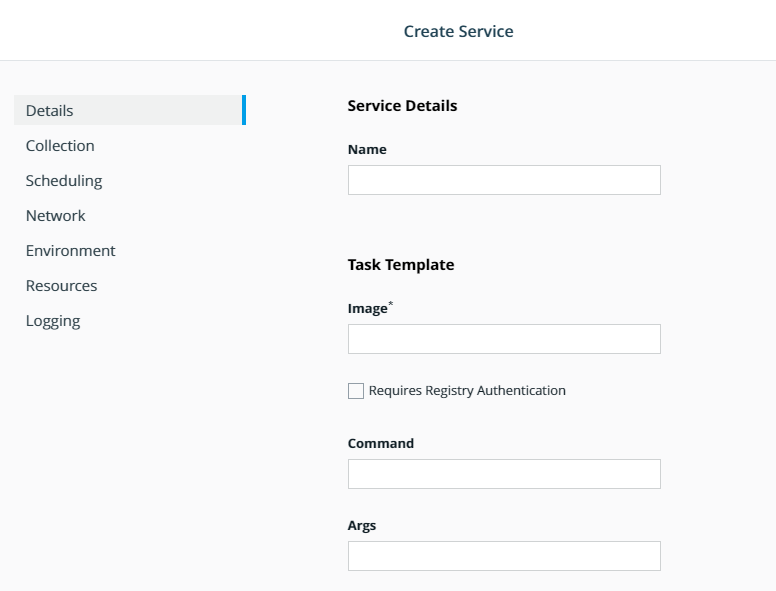 Create Service
Details
Collection
Scheduling
Network
Environment
Resources
Logging
Service Details
Name
Task Template
Image*
Requires Registry Authentication
Command
Args